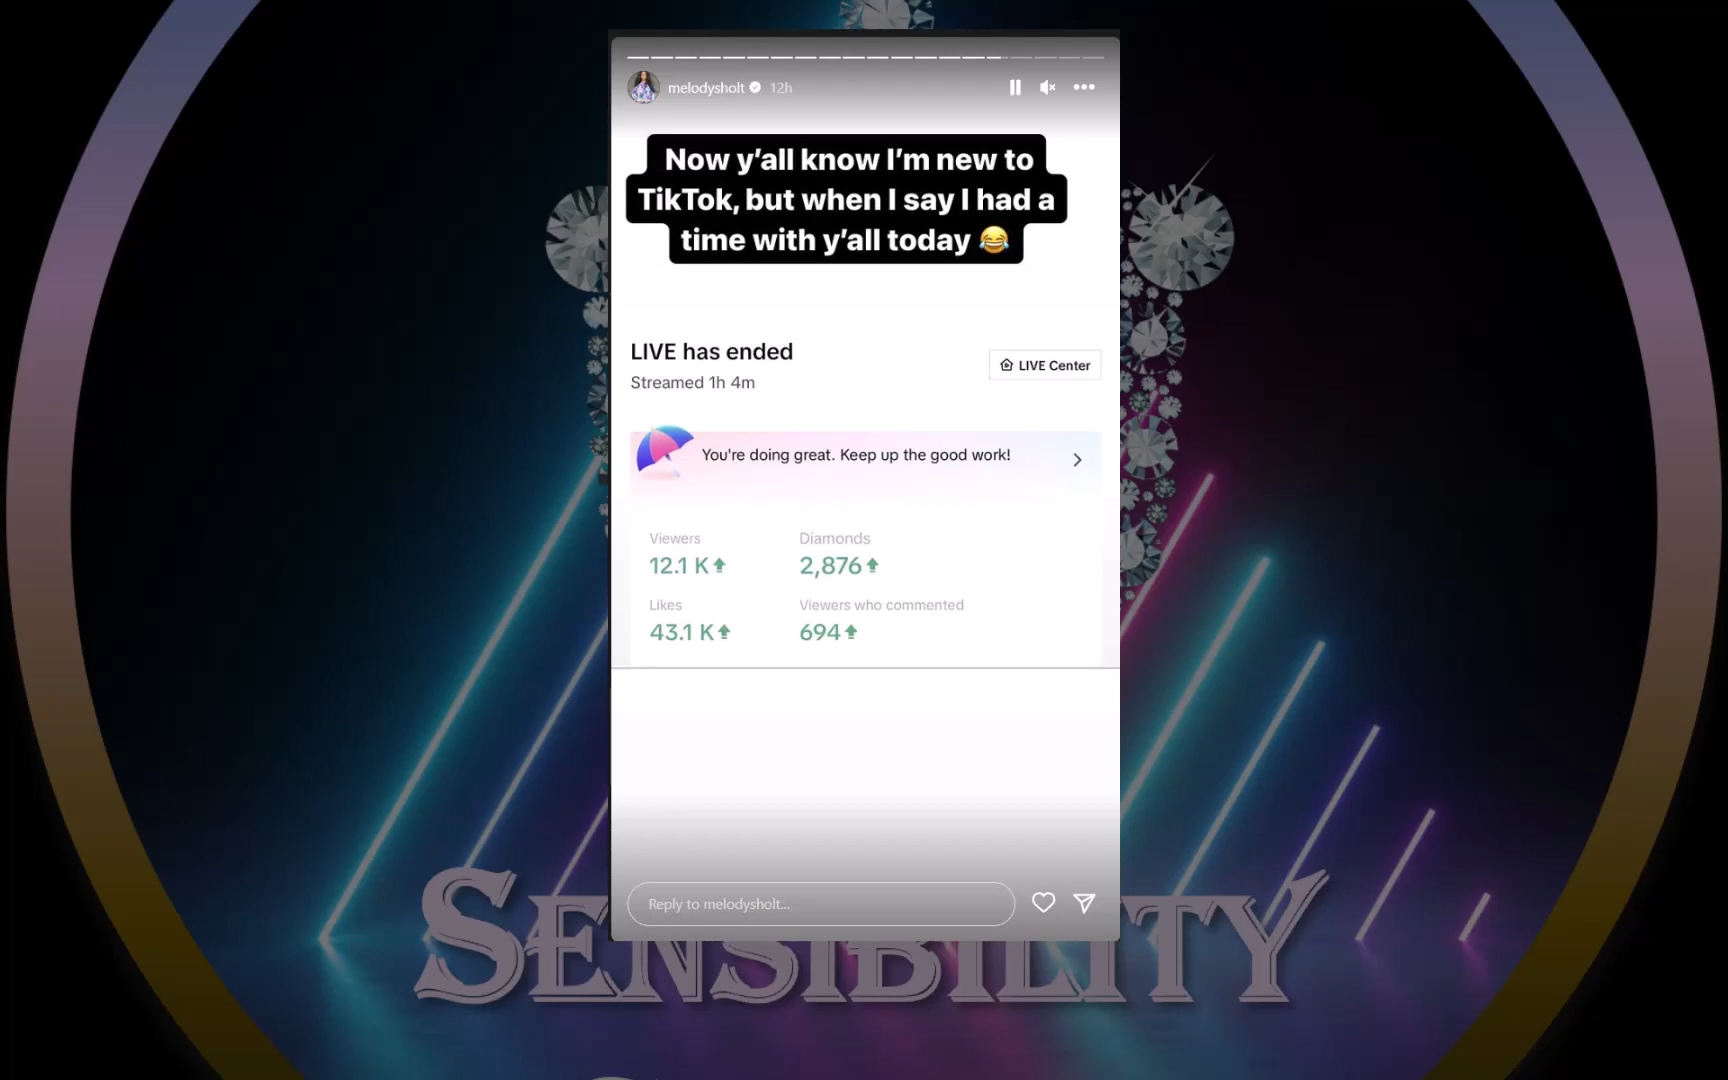 melodysholt 12h
Now y'all know I'm new to
TikTok, but when I say I had a
time with y'all today 😂
LIVE has ended
LIVE Center
Streamed 1h 4m
You're doing great. Keep up the good work!
Viewers
Diamonds
12.1 K
2,876
Likes
Viewers who commented
43.1 K
694
Reply to melodysholt...
SENSIBILITY